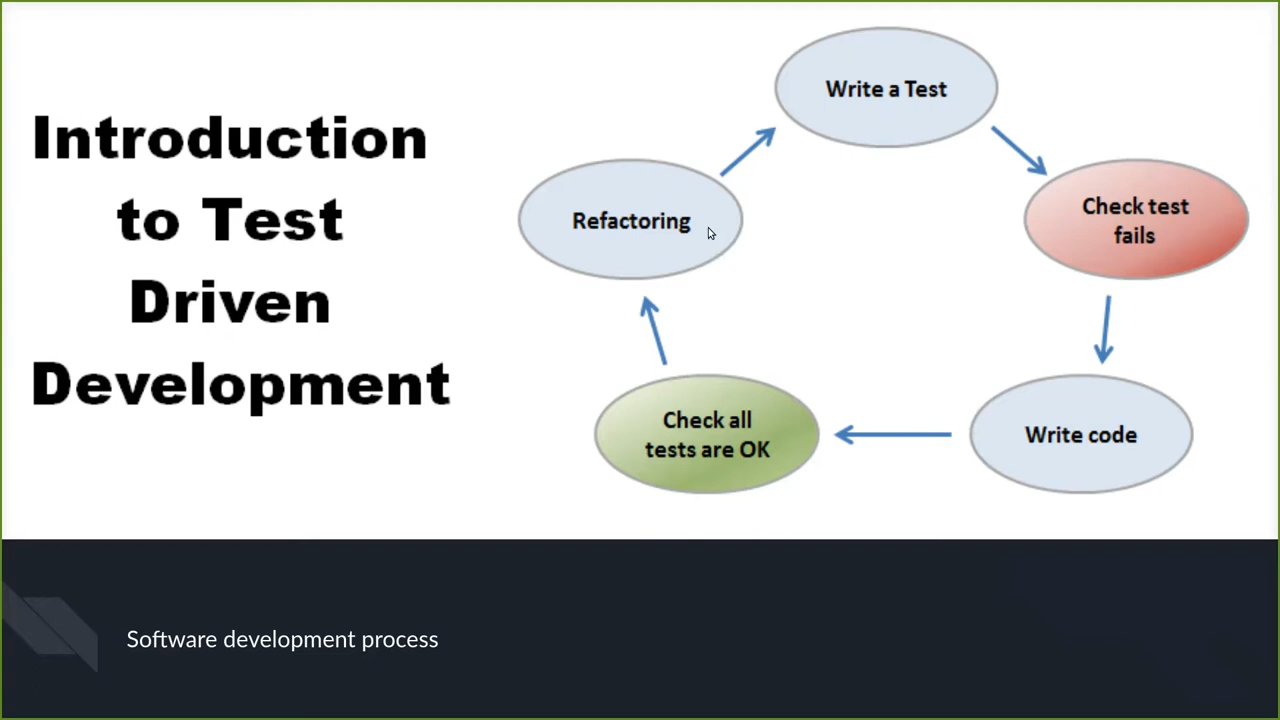 Introduction
to Test
Driven
Development
Write a Test
Check test
fails
Write code
Check all
tests are OK
Refactoring
Software development process